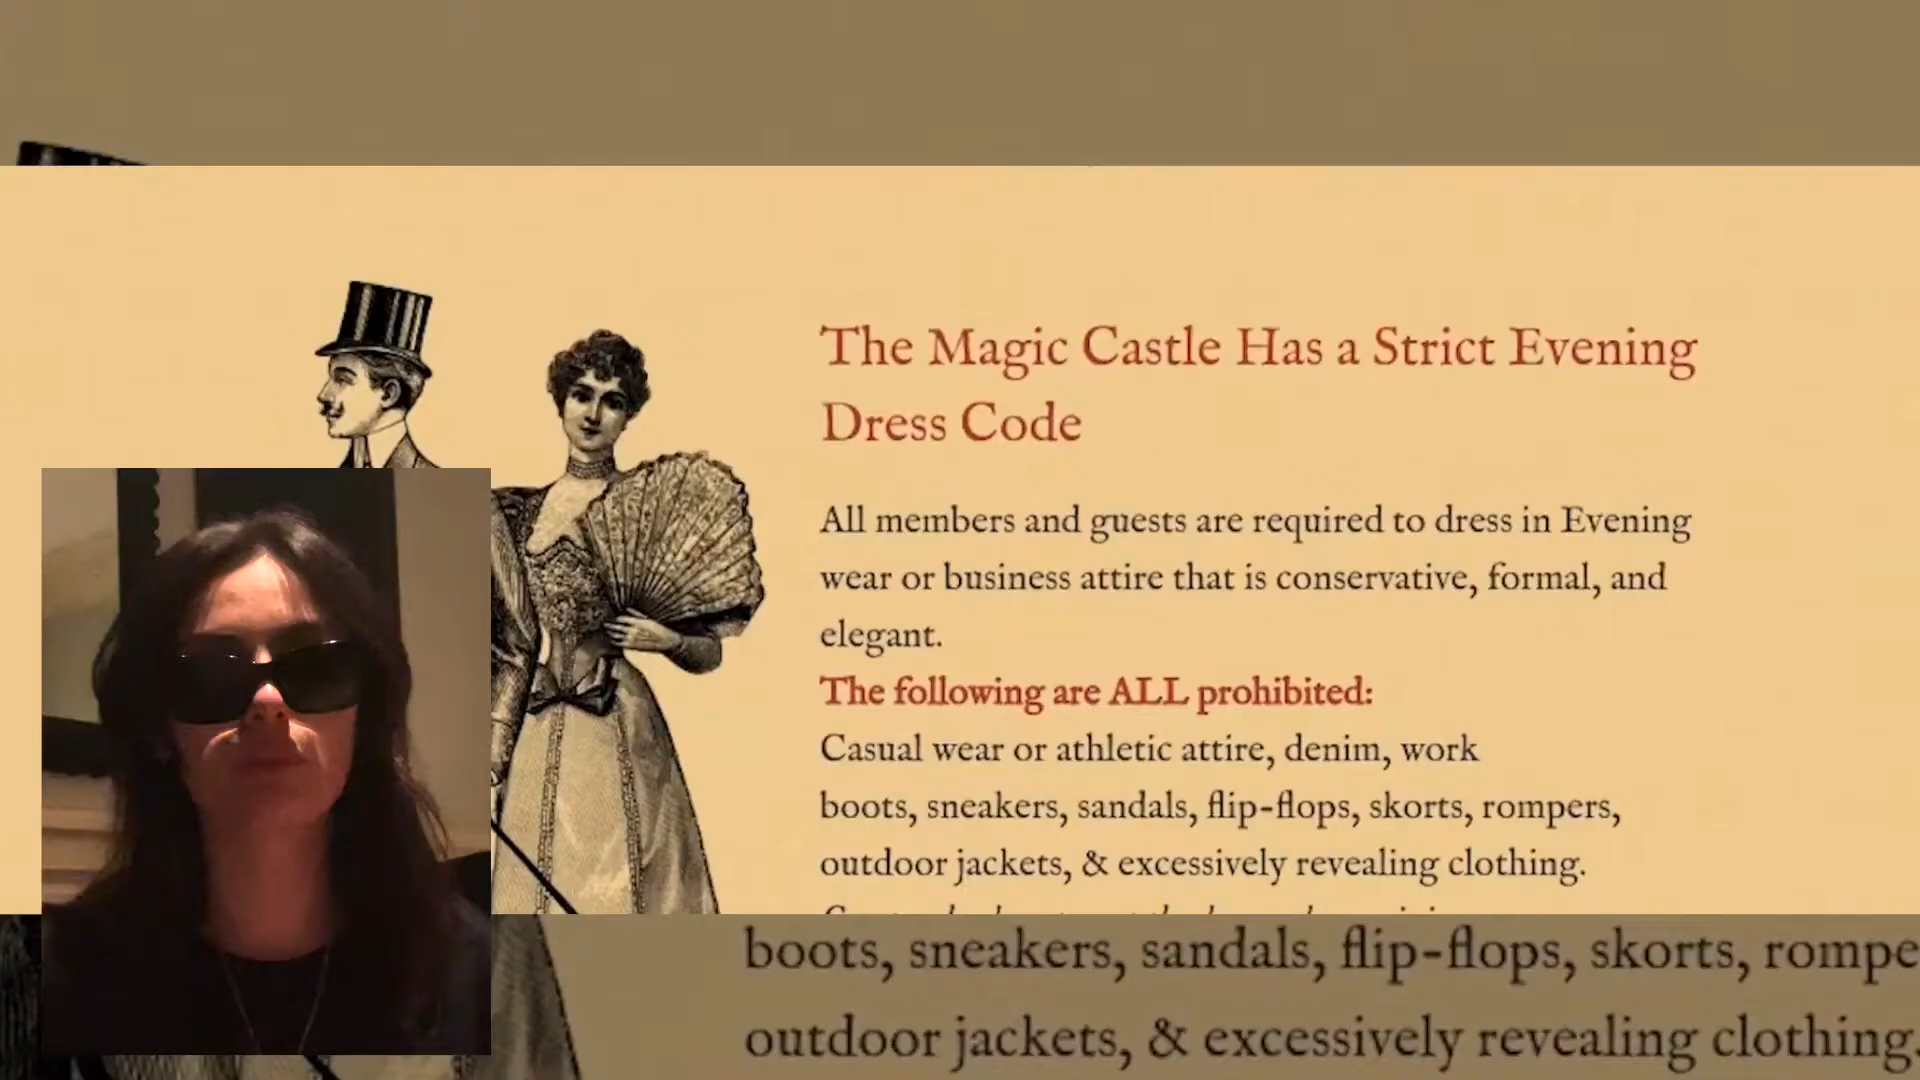 The Magic Castle Has a Strict Evening
Dress Code
All members and guests are required to dress in Evening
wear or business attire that is conservative, formal, and
elegant.
The following are ALL prohibited:
Casual wear or athletic attire, denim, work
boots, sneakers, sandals, flip-flops, skorts, rompers,
outdoor jackets, & excessively revealing clothing.
boots, sneakers, sandals, flip-flops, skorts, rompe
outdoor jackets, & excessively revealing clothing.